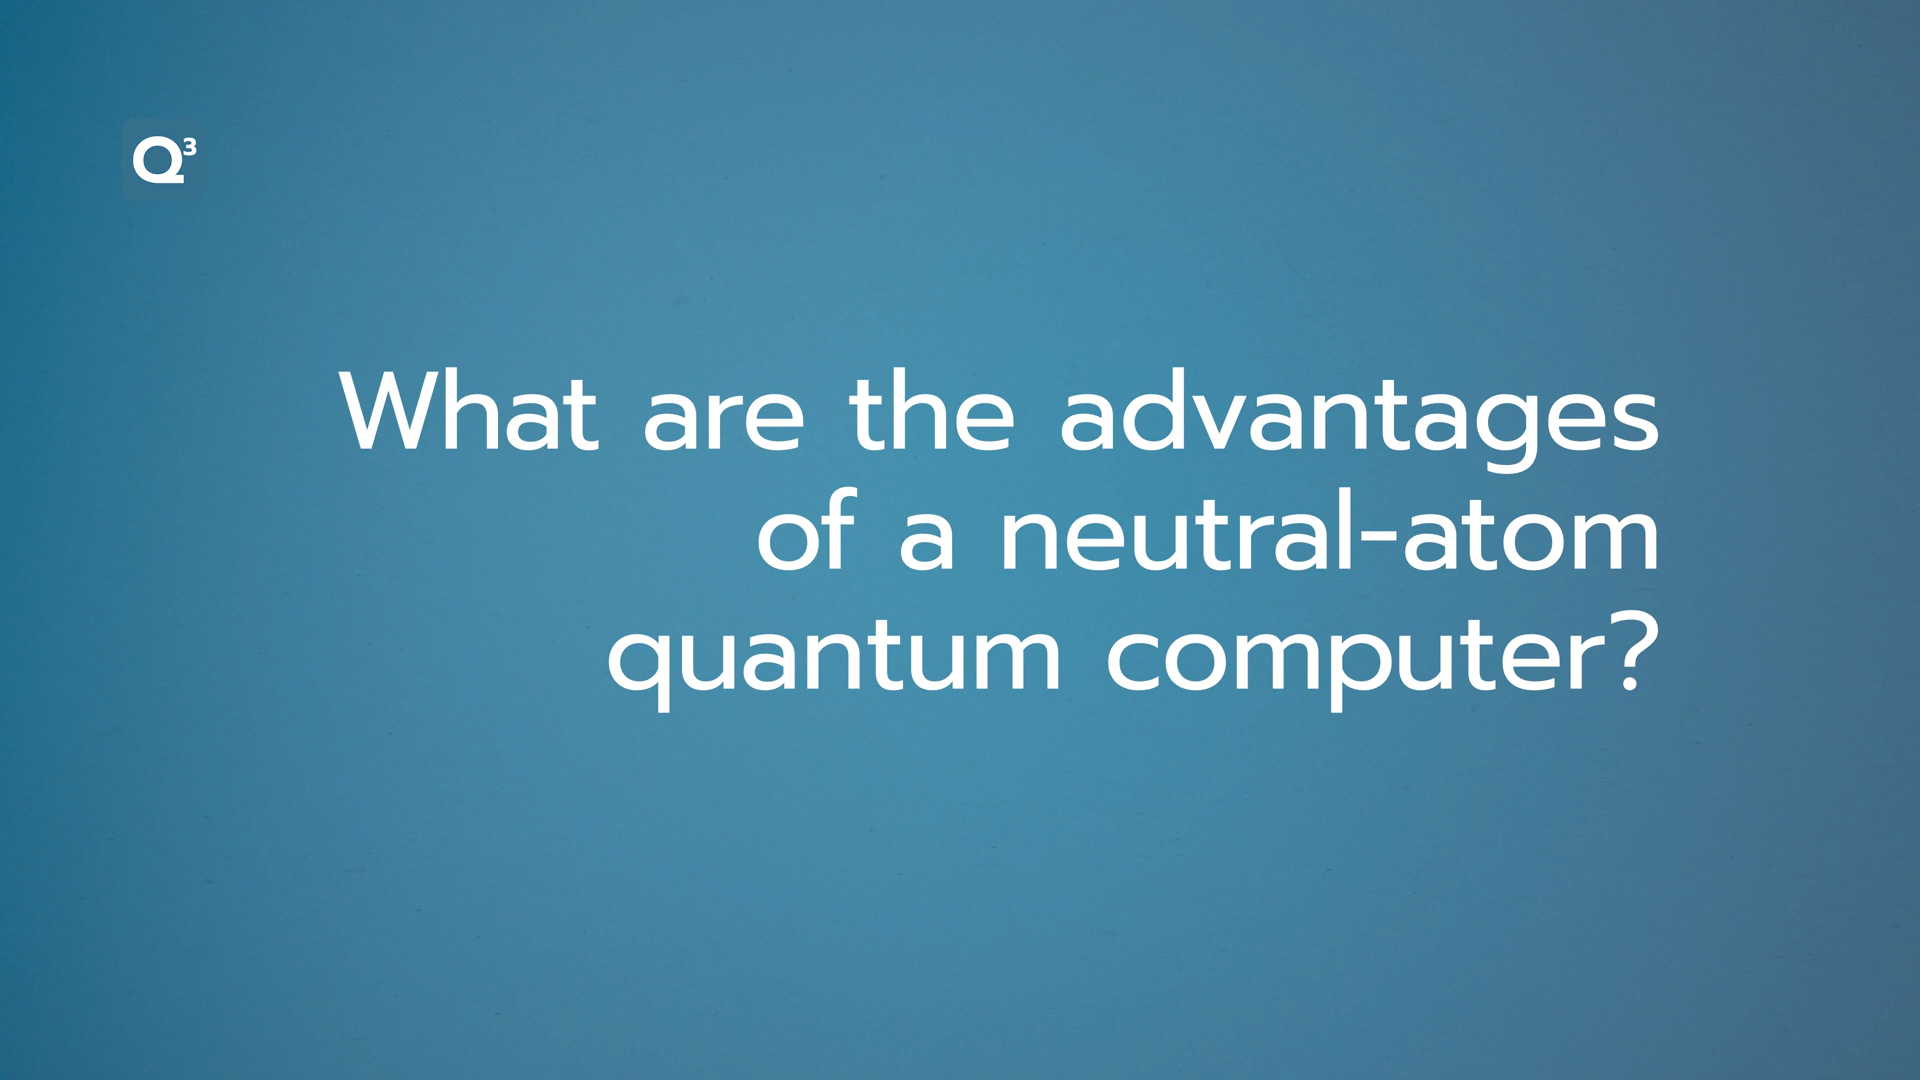 Q³
What are the advantages
of a neutral-atom
quantum computer?